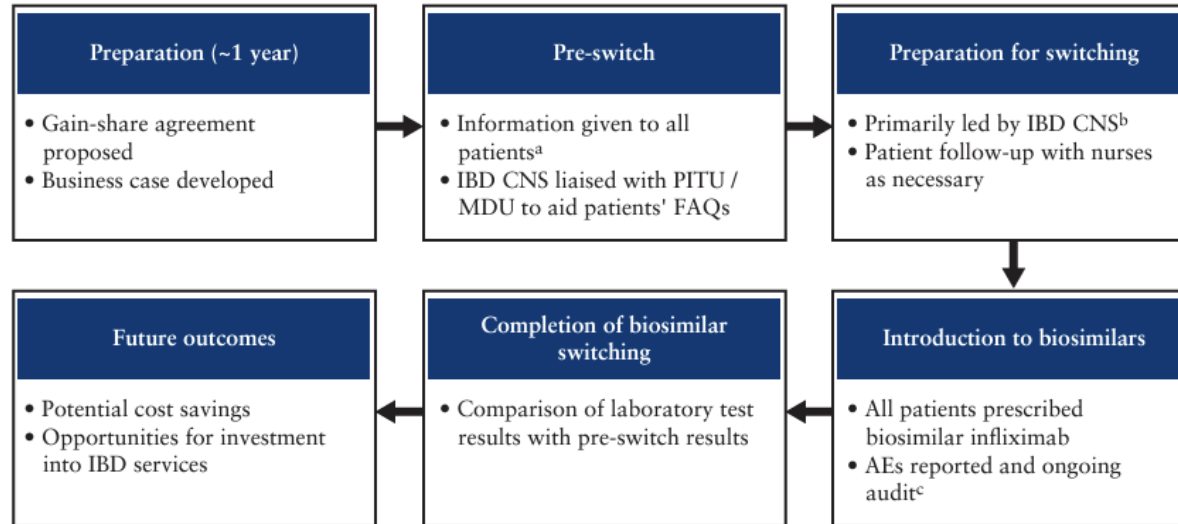 Preparation (~1 year)
• Gain-share agreement
proposed
• Business case developed
Pre-switch
• Information given to all
patientsᵃ
• IBD CNS liaised with PITU /
MDU to aid patients' FAQs
Preparation for switching
• Primarily led by IBD CNSᵇ
• Patient follow-up with nurses
as necessary
Introduction to biosimilars
• All patients prescribed
biosimilar infliximab
• AEs reported and ongoing
auditᶜ
Completion of biosimilar
switching
• Comparison of laboratory test
results with pre-switch results
Future outcomes
• Potential cost savings
• Opportunities for investment
into IBD services